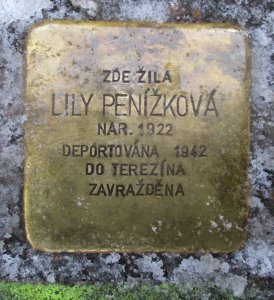 ZDE ŽILA
LILY PENÍŽKOVÁ
NAR. 1922
DEPORTOVÁNA 1942
DO TEREZÍNA
ZAVRAŽDĚNA